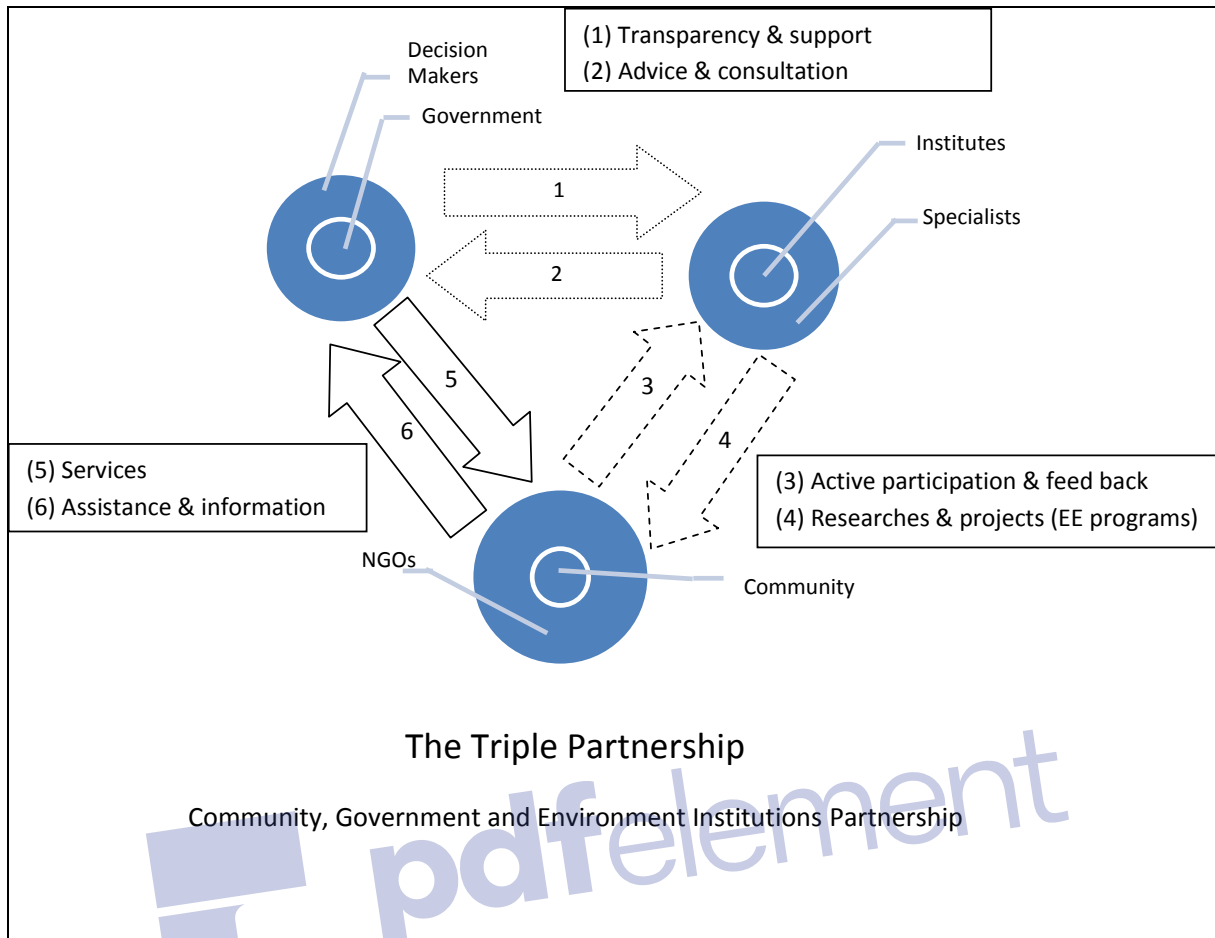 Decision
Makers
Government
(1) Transparency & support
(2) Advice & consultation
Institutes
Specialists
1
2
3
4
5
6
(5) Services
(6) Assistance & information
(3) Active participation & feed back
(4) Researches & projects (EE programs)
NGOs
Community
The Triple Partnership
Community, Government and Environment Institutions Partnership
pdfelement